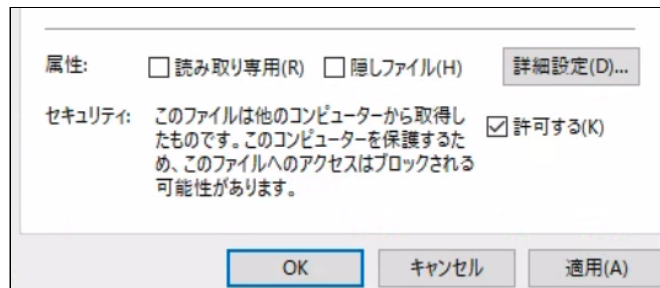 属性: 読み取り専用(R) 隠しファイル(H) 詳細設定(D)...
セキュリティ: このファイルは他のコンピューターから取得し
たものです。このコンピューターを保護するた
め、このファイルへのアクセスはブロックされる
可能性があります。
許可する(K)
OK キャンセル 適用(A)